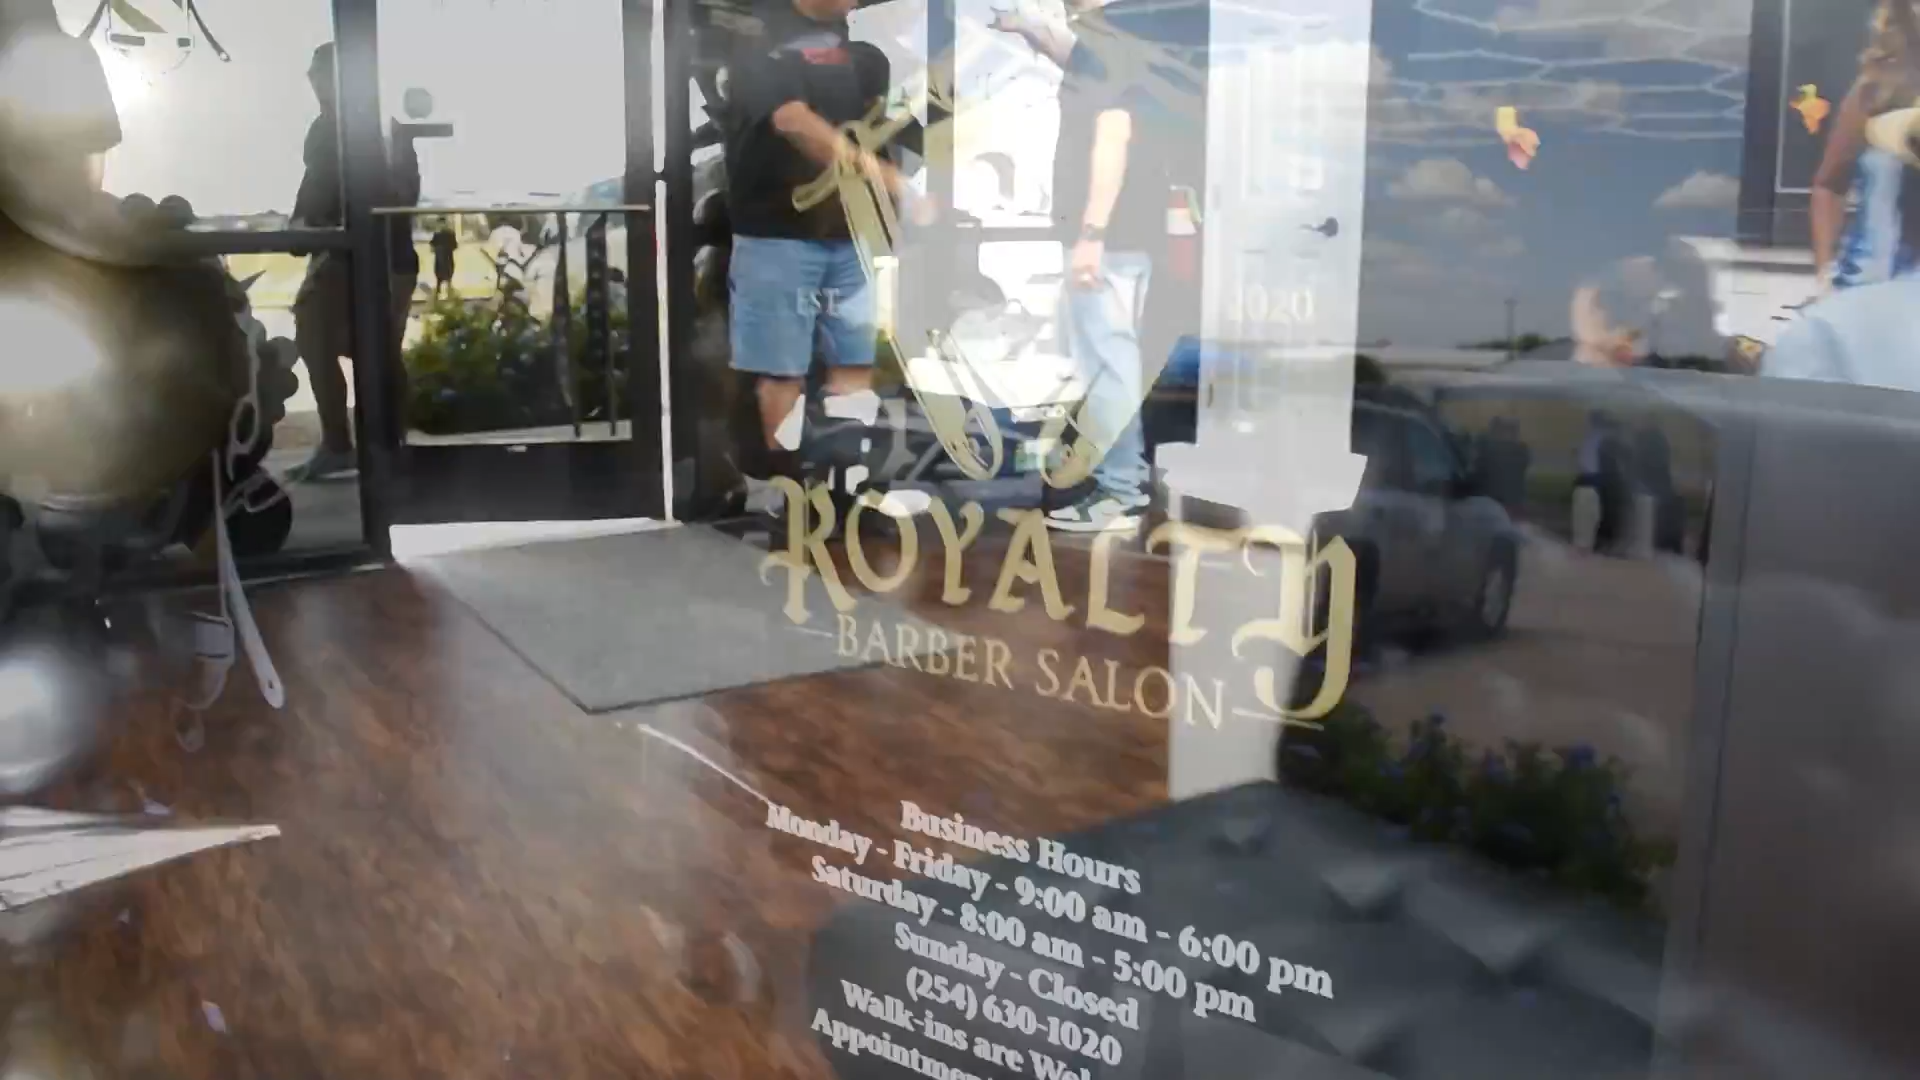 EST 2020
ROYALTY
BARBER SALON
Business Hours
Monday - Friday - 9:00 am - 6:00 pm
Saturday - 8:00 am - 5:00 pm
Sunday - Closed
(254) 630-1020
Walk-ins are